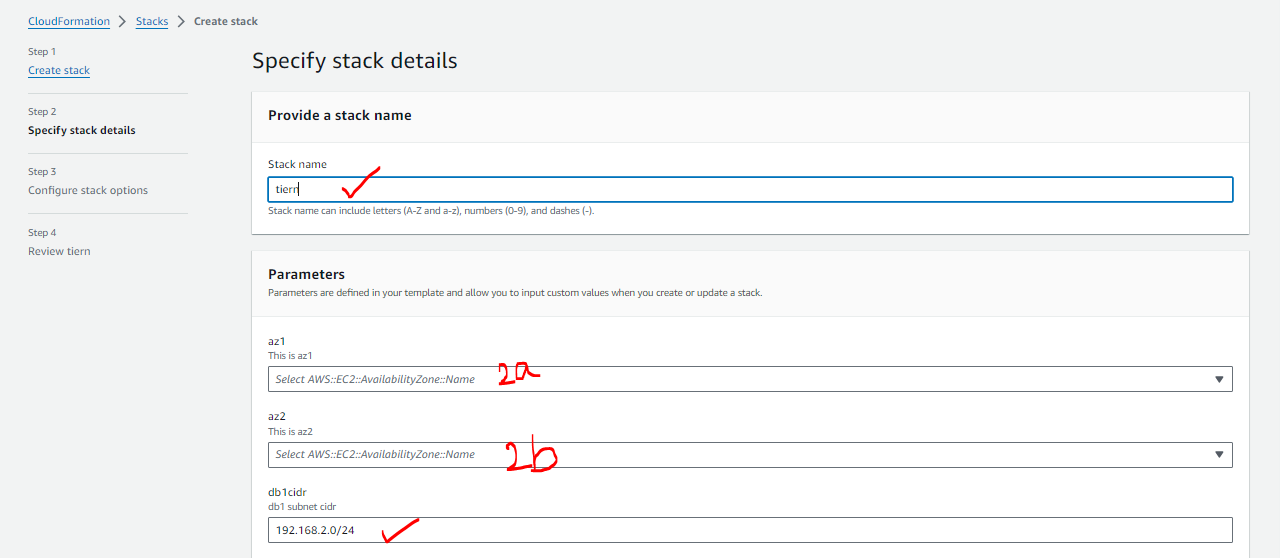 CloudFormation > Stacks > Create stack
Step 1
Create stack
Step 2
Specify stack details
Step 3
Configure stack options
Step 4
Review tiern
Specify stack details
Provide a stack name
Stack name
tiern
Stack name can include letters (A-Z and a-z), numbers (0-9), and dashes (-).
Parameters
Parameters are defined in your template and allow you to input custom values when you create or update a stack.
az1
This is az1
Select AWS::EC2::AvailabilityZone::Name 2a
az2
This is az2
Select AWS::EC2::AvailabilityZone::Name 2b
db1cidr
db1 subnet cidr
192.168.2.0/24